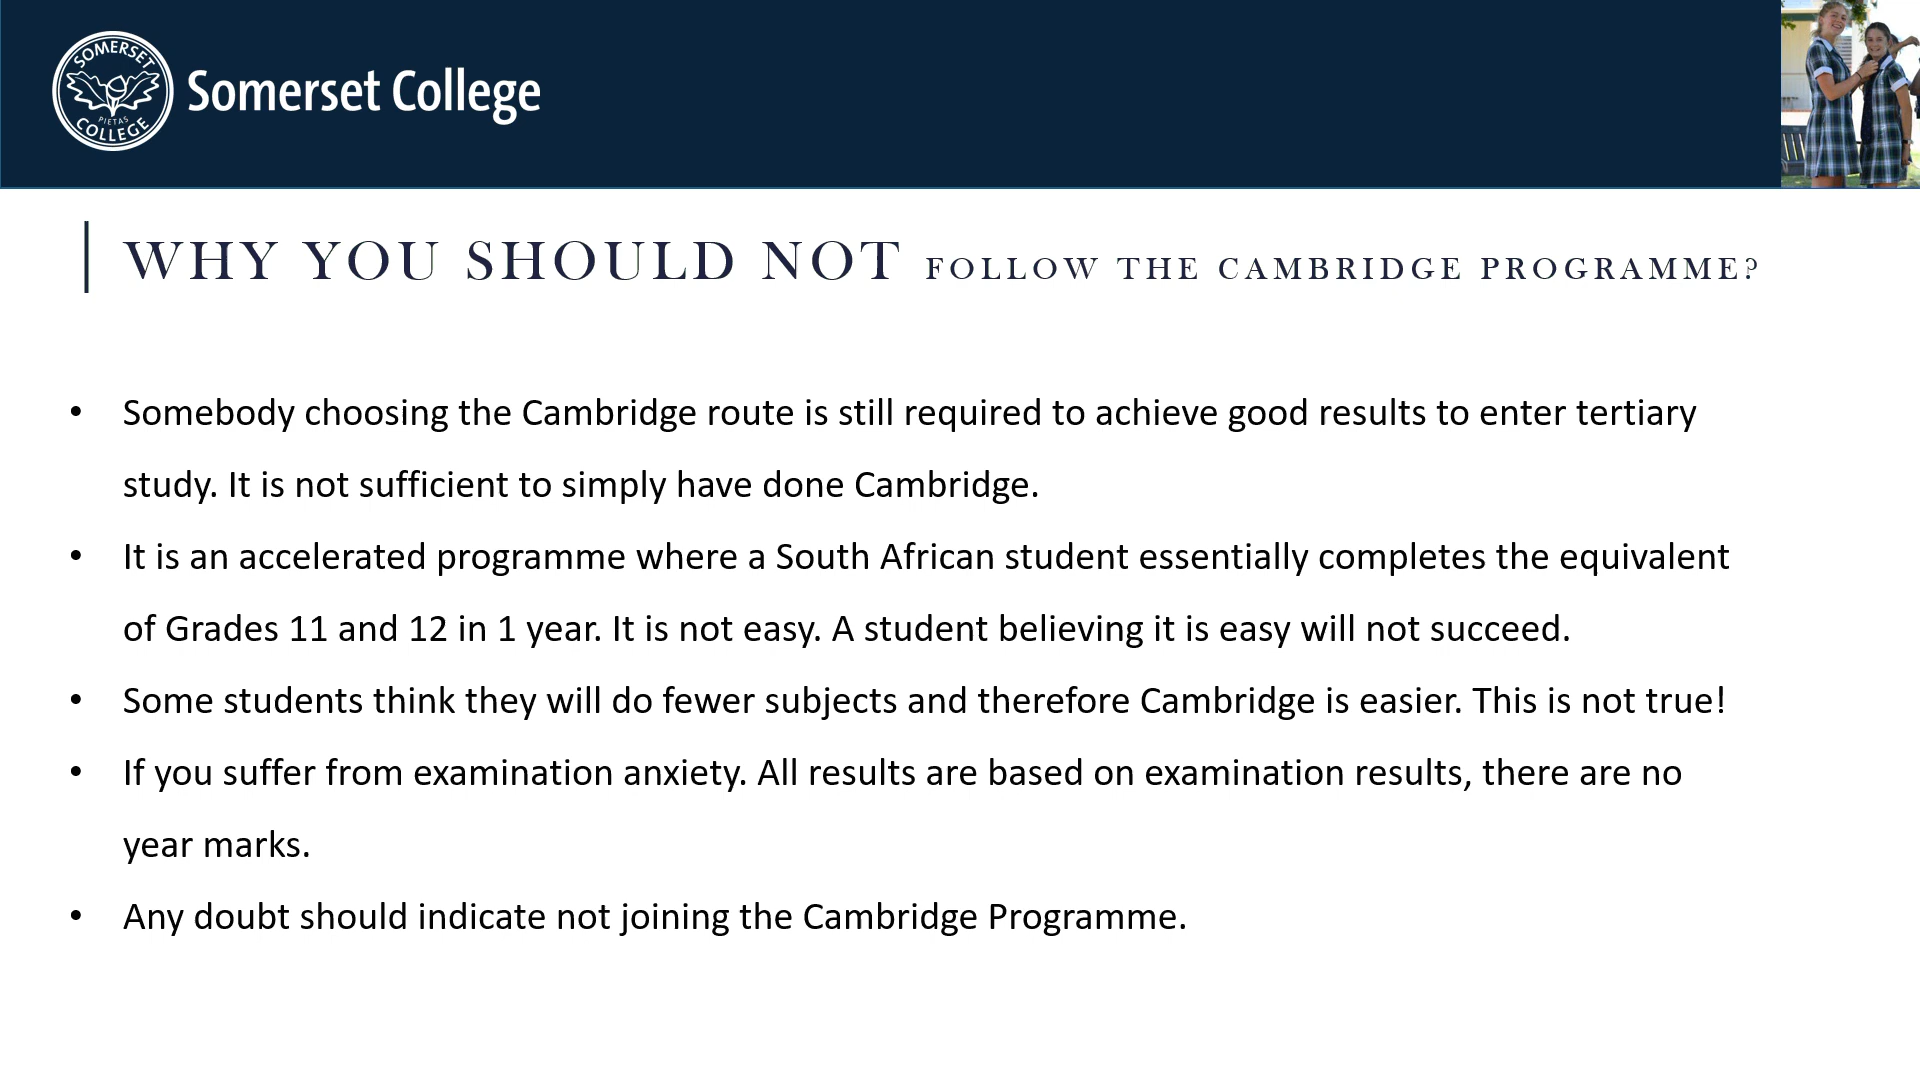 SOMERSET
PIETAS
COLLEGE
Somerset College
WHY YOU SHOULD NOT FOLLOW THE CAMBRIDGE PROGRAMME?
• Somebody choosing the Cambridge route is still required to achieve good results to enter tertiary
study. It is not sufficient to simply have done Cambridge.
• It is an accelerated programme where a South African student essentially completes the equivalent
of Grades 11 and 12 in 1 year. It is not easy. A student believing it is easy will not succeed.
• Some students think they will do fewer subjects and therefore Cambridge is easier. This is not true!
• If you suffer from examination anxiety. All results are based on examination results, there are no
year marks.
• Any doubt should indicate not joining the Cambridge Programme.